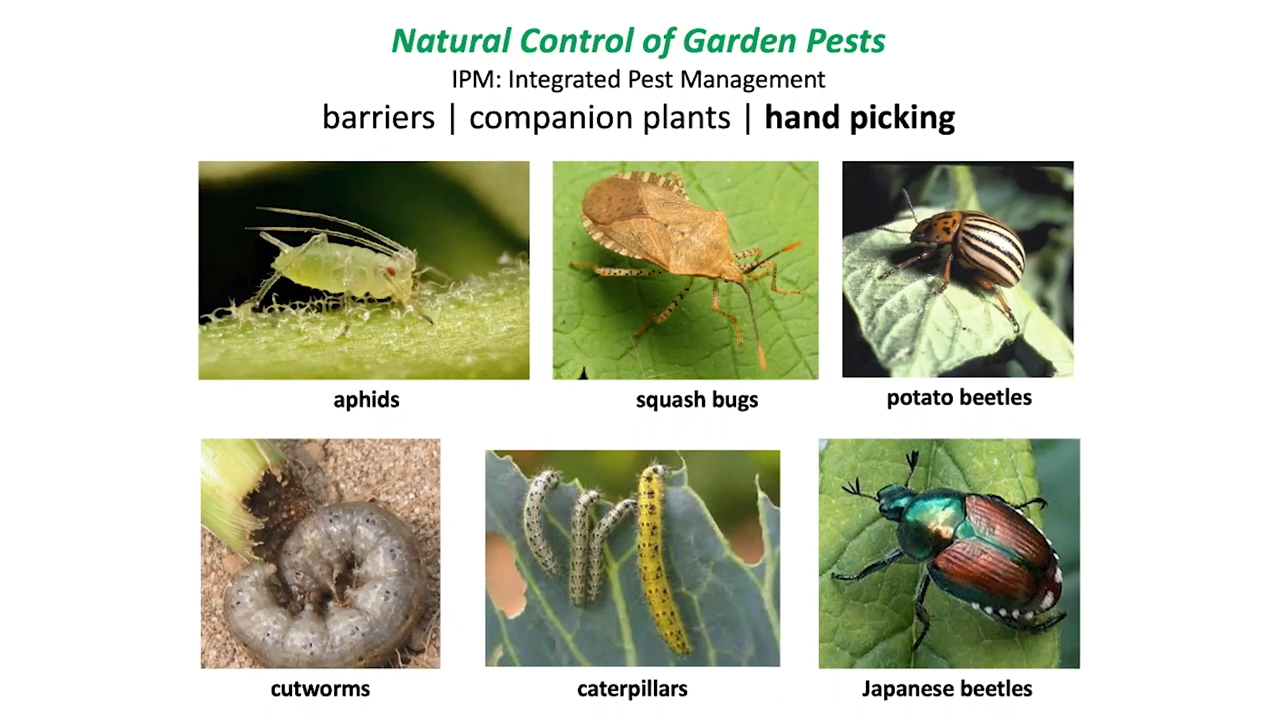 Natural Control of Garden Pests
IPM: Integrated Pest Management
barriers | companion plants | hand picking
aphids
squash bugs
potato beetles
cutworms
caterpillars
Japanese beetles